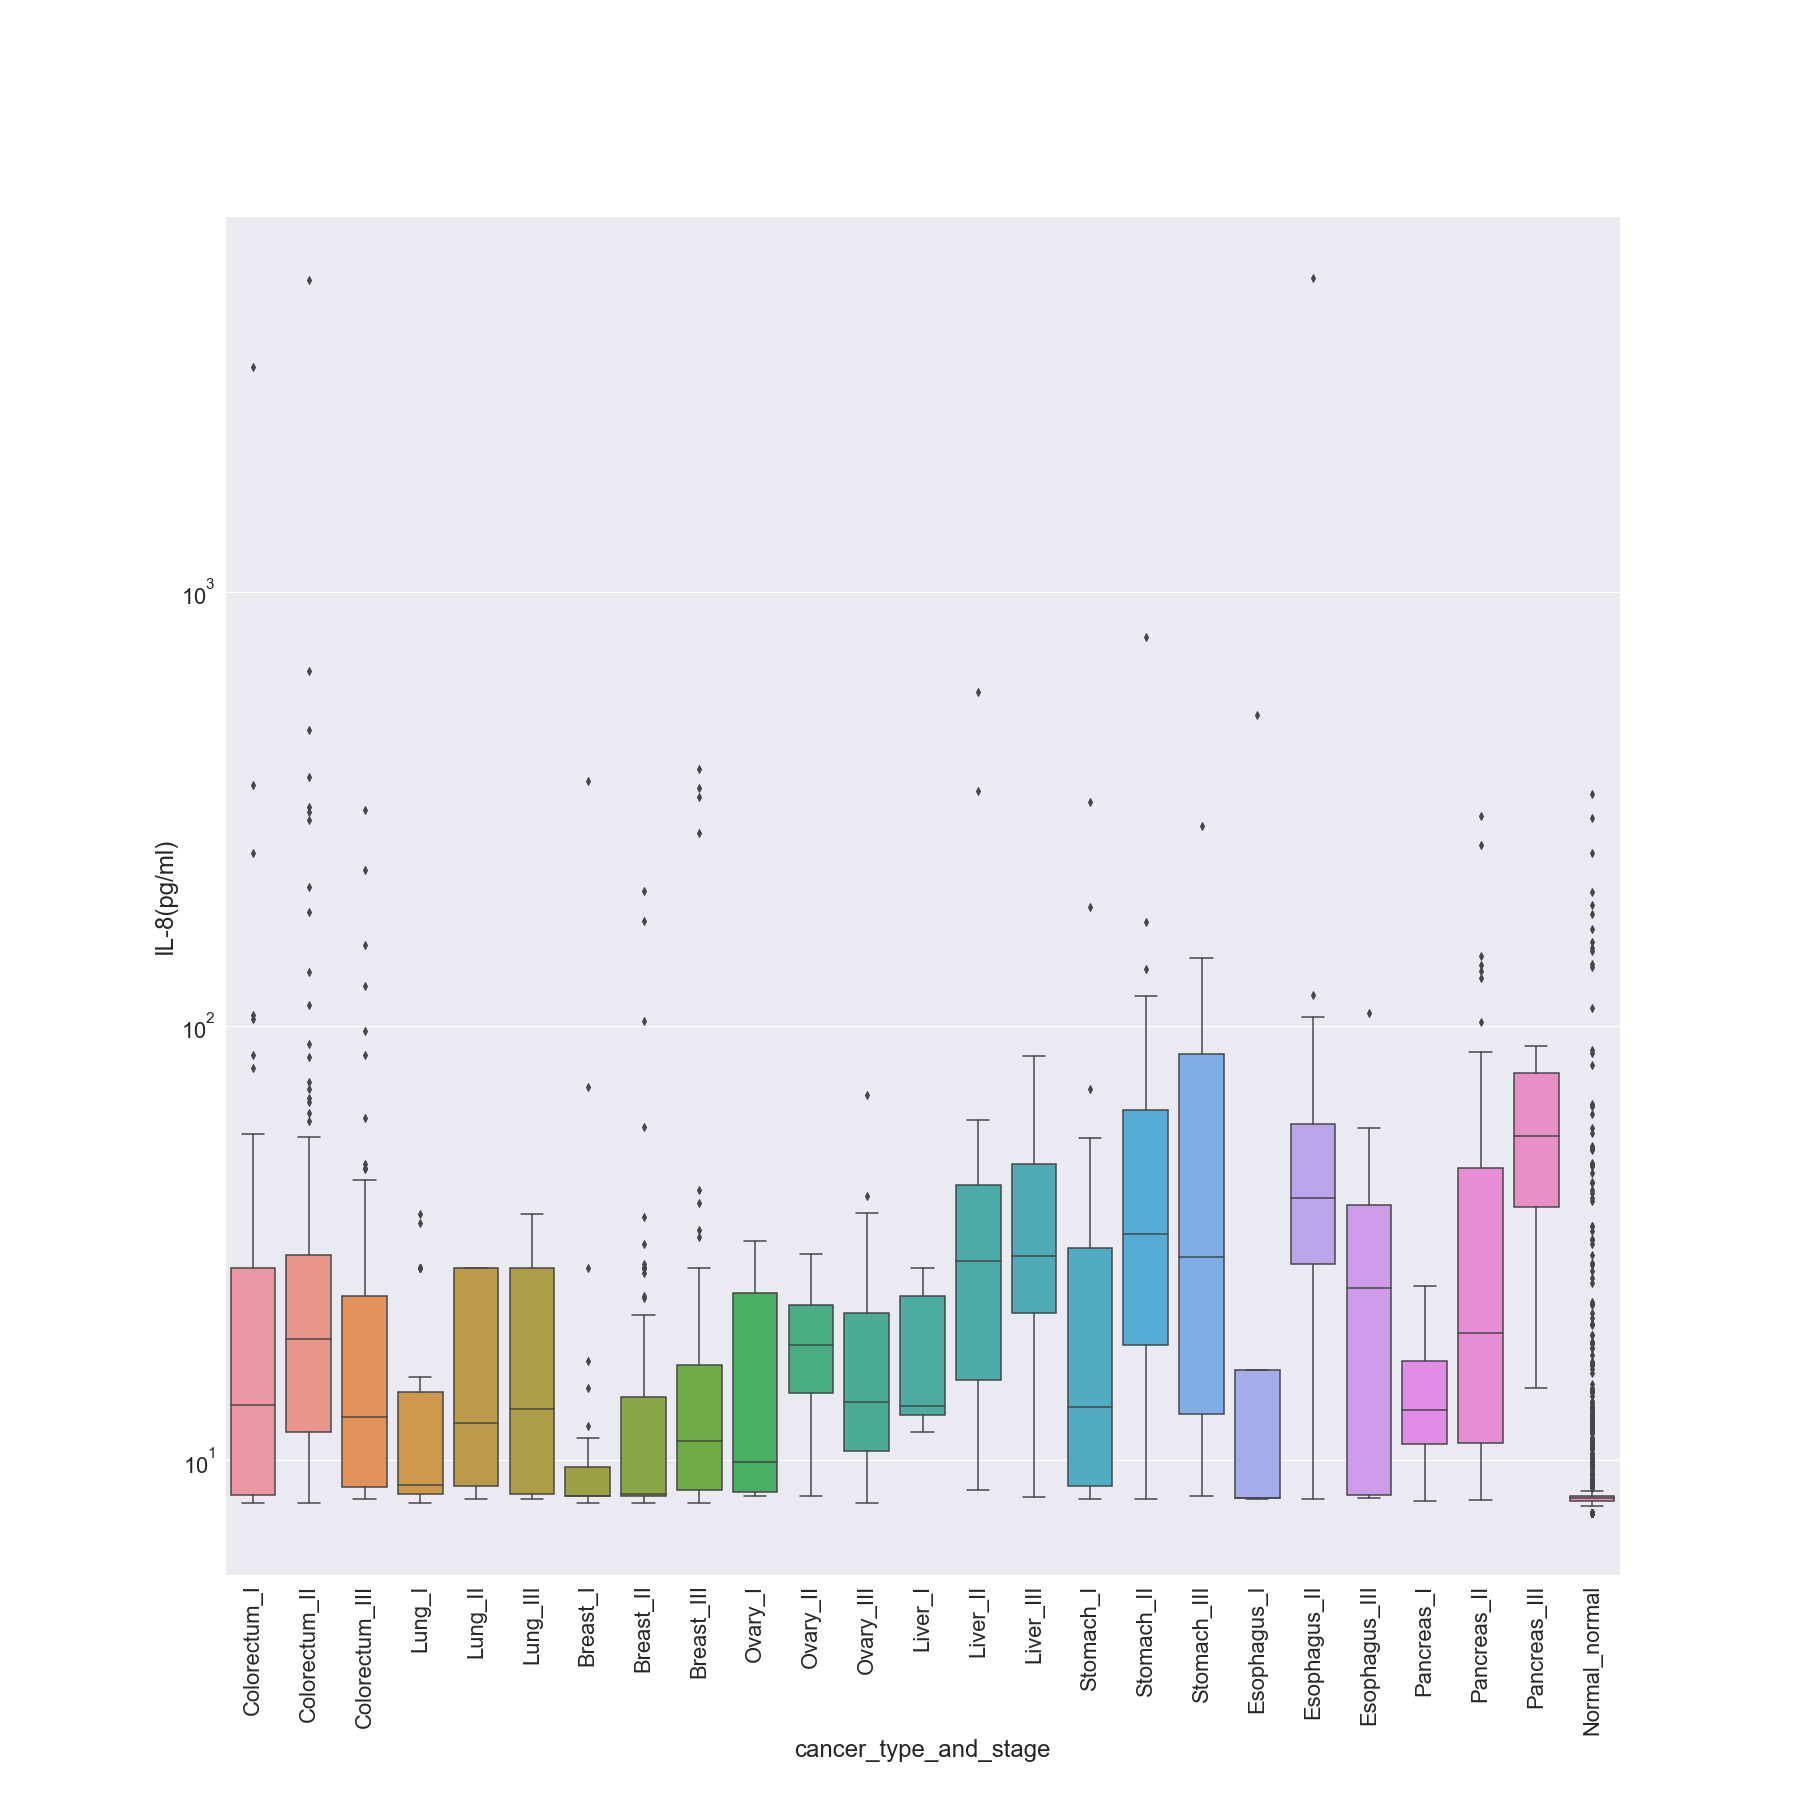 IL-8(pg/ml)
10³
10²
10¹
Colorectum_I
Colorectum_II
Colorectum_III
Lung_I
Lung_II
Lung_III
Breast_I
Breast_II
Breast_III
Ovary_I
Ovary_II
Ovary_III
Liver_I
Liver_II
Liver_III
Stomach_I
Stomach_II
Stomach_III
Esophagus_I
Esophagus_II
Esophagus_III
Pancreas_I
Pancreas_II
Pancreas_III
Normal_normal
cancer_type_and_stage